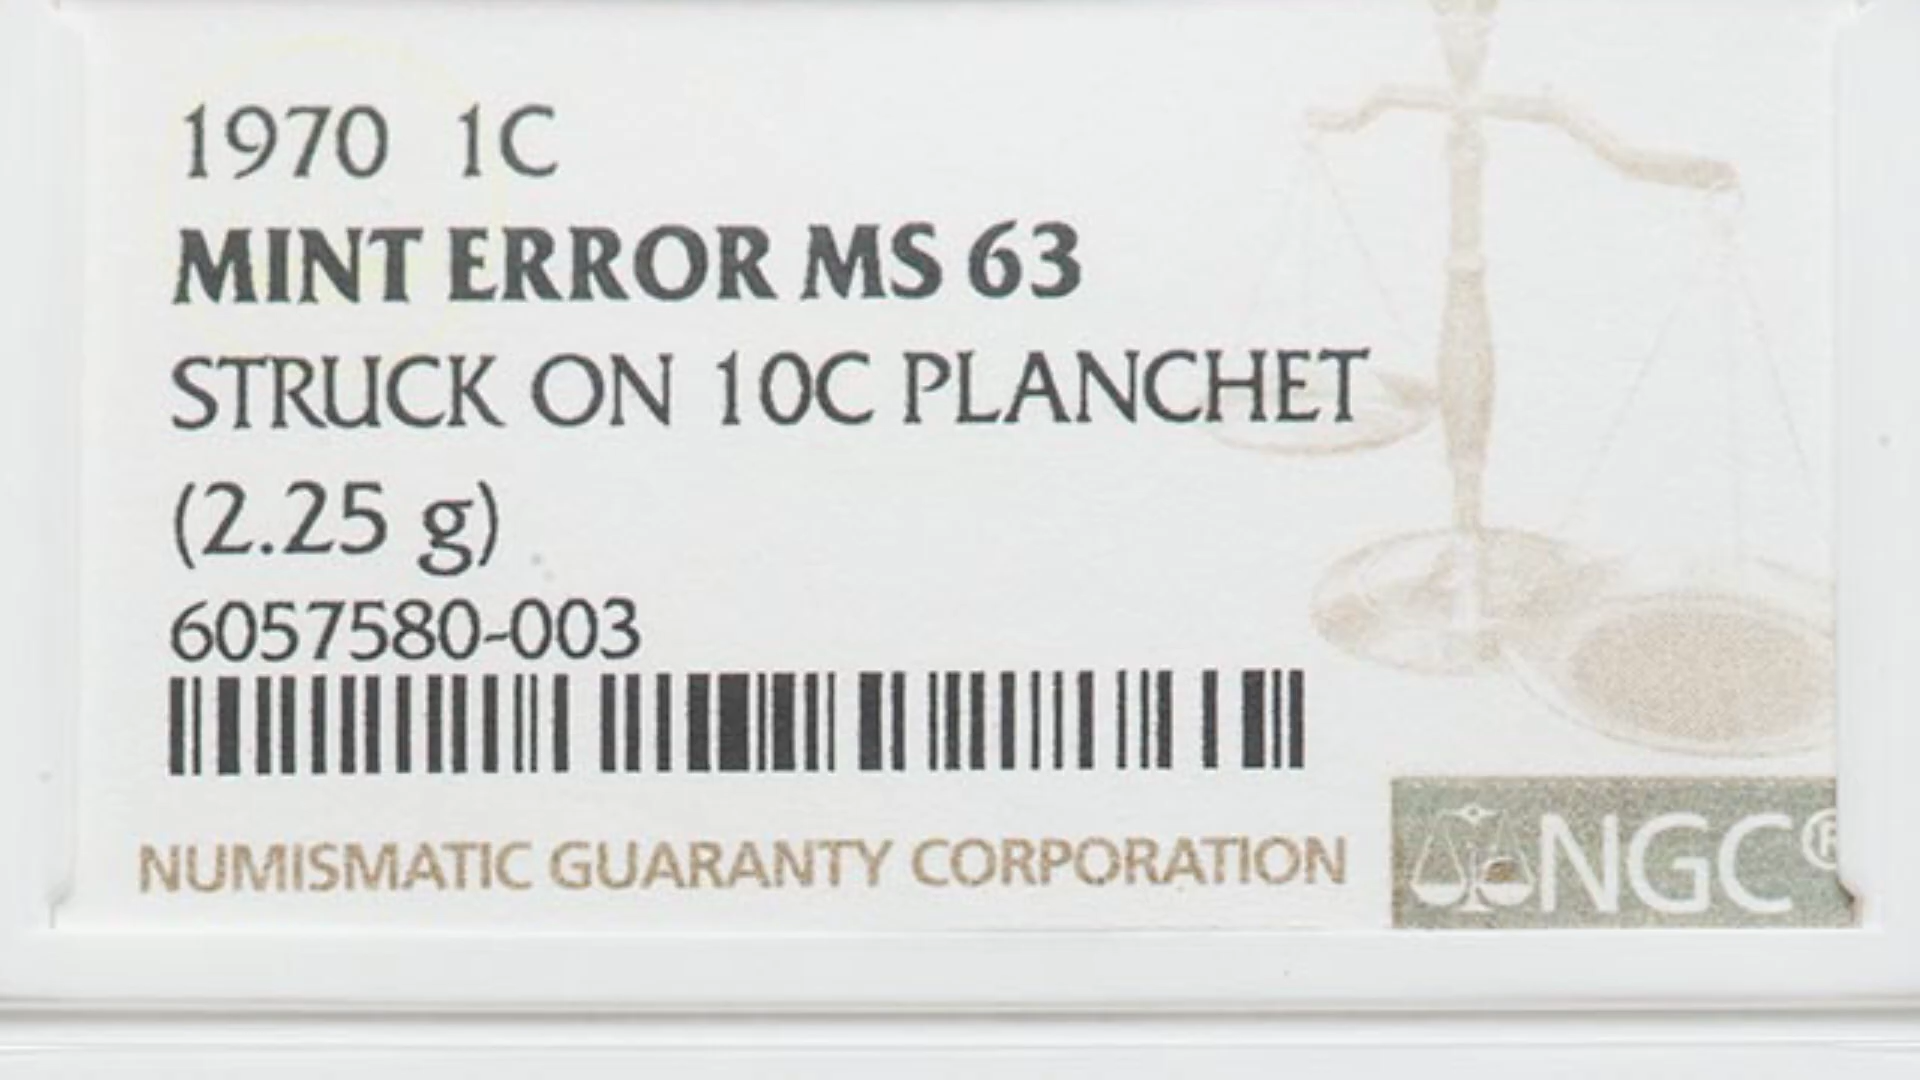 1970 1C
MINT ERROR MS 63
STRUCK ON 10C PLANCHET
(2.25 g)
6057580-003
NUMISMATIC GUARANTY CORPORATION
NGC®